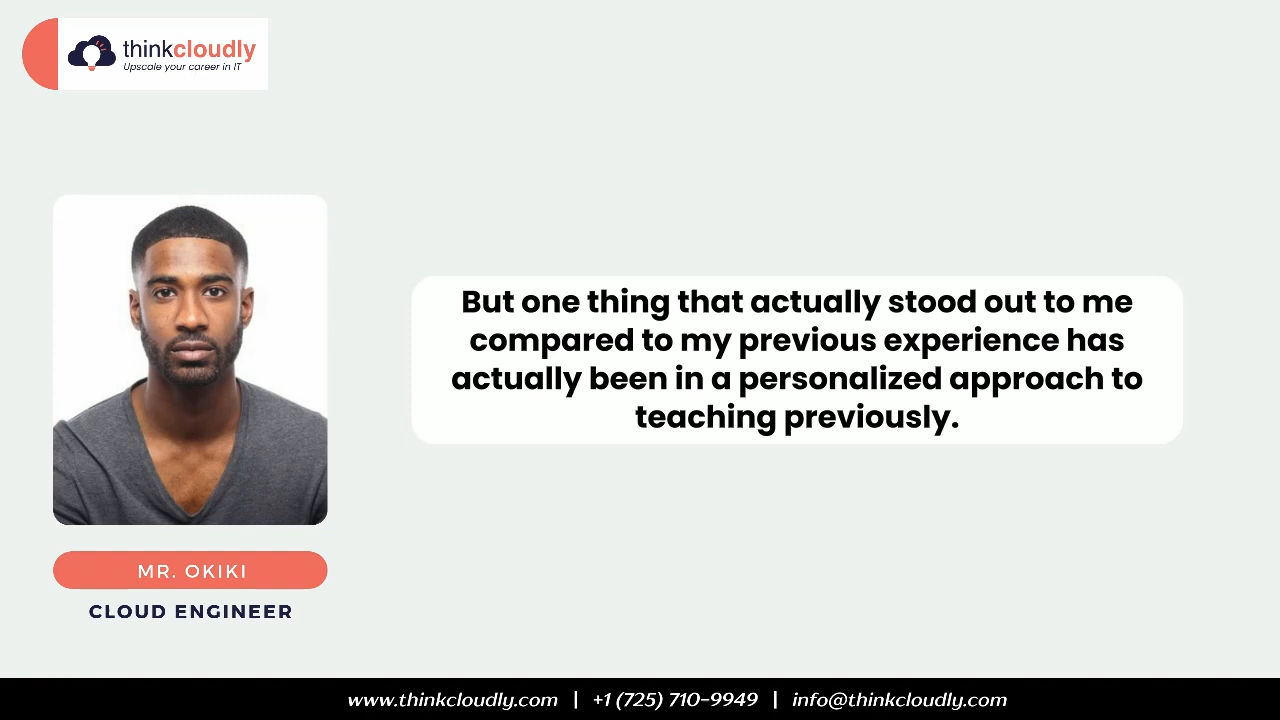 thinkcloudly
Upscale your career in IT
But one thing that actually stood out to me
compared to my previous experience has
actually been in a personalized approach to
teaching previously.
MR. OKIKI
CLOUD ENGINEER
www.thinkcloudly.com | +1 (725) 710-9949 | info@thinkcloudly.com